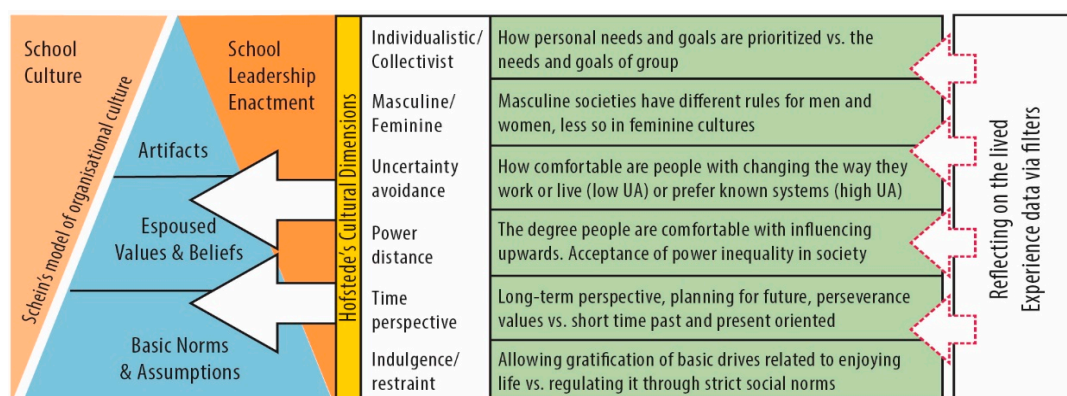 School
Culture
Schein's model of organisational culture
School
Leadership
Enactment
Artifacts
Espoused
Values & Beliefs
Basic Norms
& Assumptions
Hofstede's Cultural Dimensions
Individualistic/
Collectivist
How personal needs and goals are prioritized vs. the
needs and goals of group
Masculine/
Feminine
Masculine societies have different rules for men and
women, less so in feminine cultures
Uncertainty
avoidance
How comfortable are people with changing the way they
work or live (low UA) or prefer known systems (high UA)
Power
distance
The degree people are comfortable with influencing
upwards. Acceptance of power inequality in society
Time
perspective
Long-term perspective, planning for future, perseverance
values vs. short time past and present oriented
Indulgence/
restraint
Allowing gratification of basic drives related to enjoying
life vs. regulating it through strict social norms
Reflecting on the lived
Experience data via filters